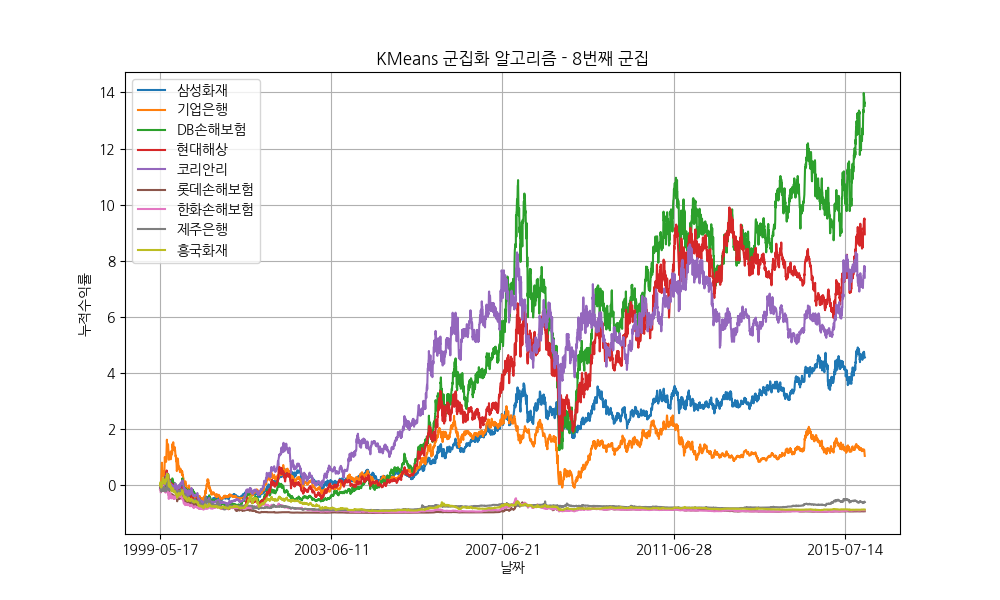 KMeans 군집화 알고리즘 - 8번째 군집
삼성화재
기업은행
DB손해보험
현대해상
코리안리
롯데손해보험
한화손해보험
제주은행
흥국화재
누적수익률
14
12
10
8
6
4
2
0
1999-05-17
2003-06-11
2007-06-21
2011-06-28
2015-07-14
날짜